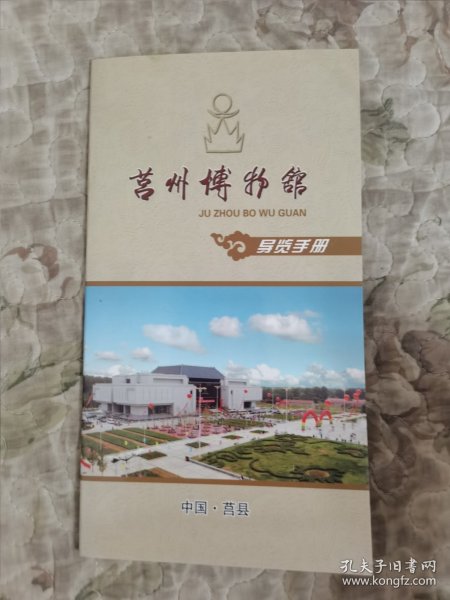 莒州博物馆
JU ZHOU BO WU GUAN
导览手册
中国·莒县
孔夫子旧书网
www.kongfz.com